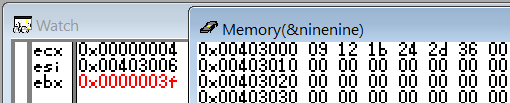 Watch
ecx 0x00000004
esi 0x00403006
ebx 0x0000003f
Memory(&ninenine)
0x00403000 09 12 1b 24 2d 36 00
0x00403010 00 00 00 00 00 00 00
0x00403020 00 00 00 00 00 00 00
0x00403030 00 00 00 00 00 00 00